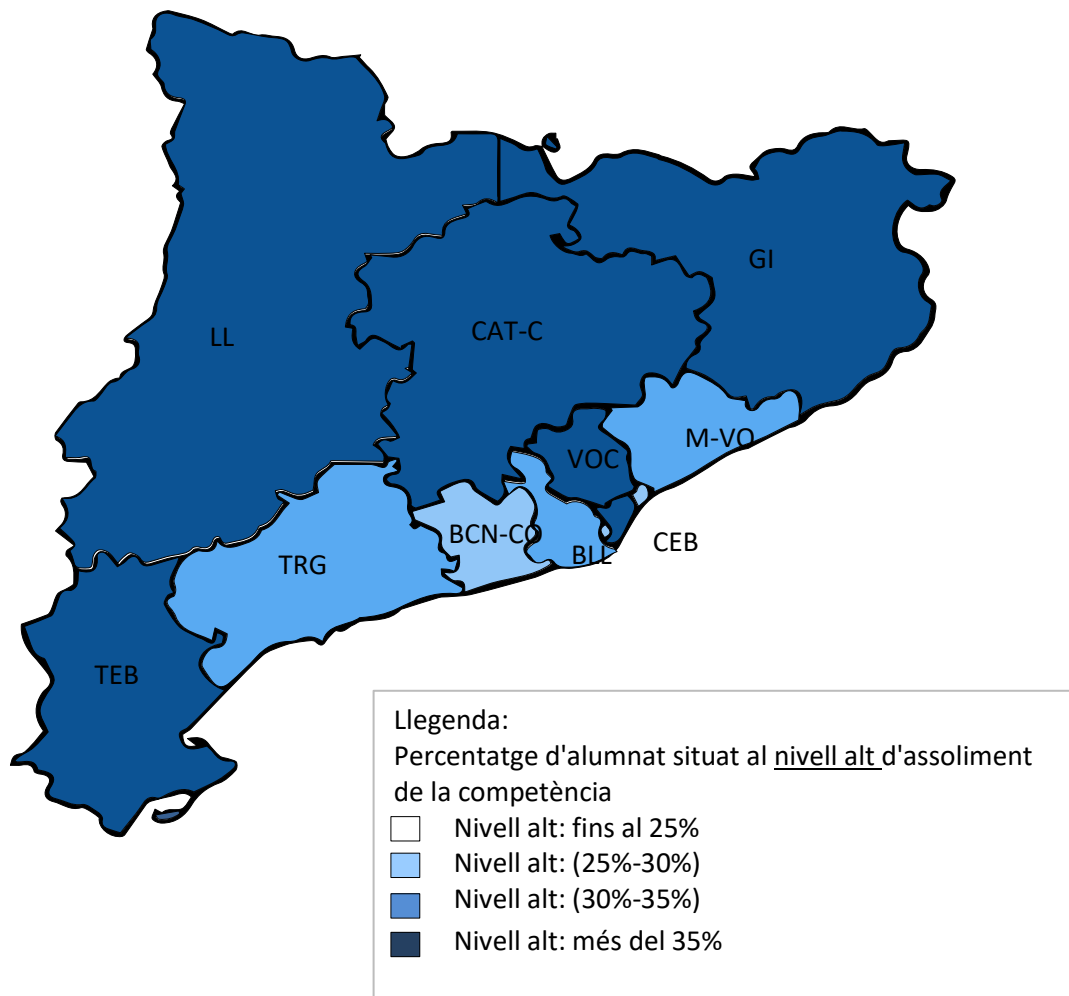 GI
LL
CAT-C
M-VO
VOC
BCN-CO
CEB
BLL
TRG
TEB
Llegenda:
Percentatge d'alumnat situat al nivell alt d'assoliment
de la competència
Nivell alt: fins al 25%
Nivell alt: (25%-30%)
Nivell alt: (30%-35%)
Nivell alt: més del 35%